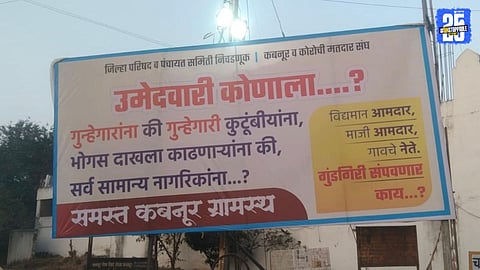 25
UNSTOPPABLE
जिल्हा परिषद व पंचायत समिती निवडणूक | कबनूर व कोरोची मतदार संघ
उमेदवारी कोणाला....?
गुन्हेगारांना की गुन्हेगारी कुटूंबीयांना,
भोगस दाखला काढणाऱ्यांना की,
सर्व सामान्य नागरिकांना...?
समस्त कबनूर ग्रामस्थ
विद्यमान आमदार,
माजी आमदार,
गावचे नेते.
गुंडगिरी संपवणार
काय...?